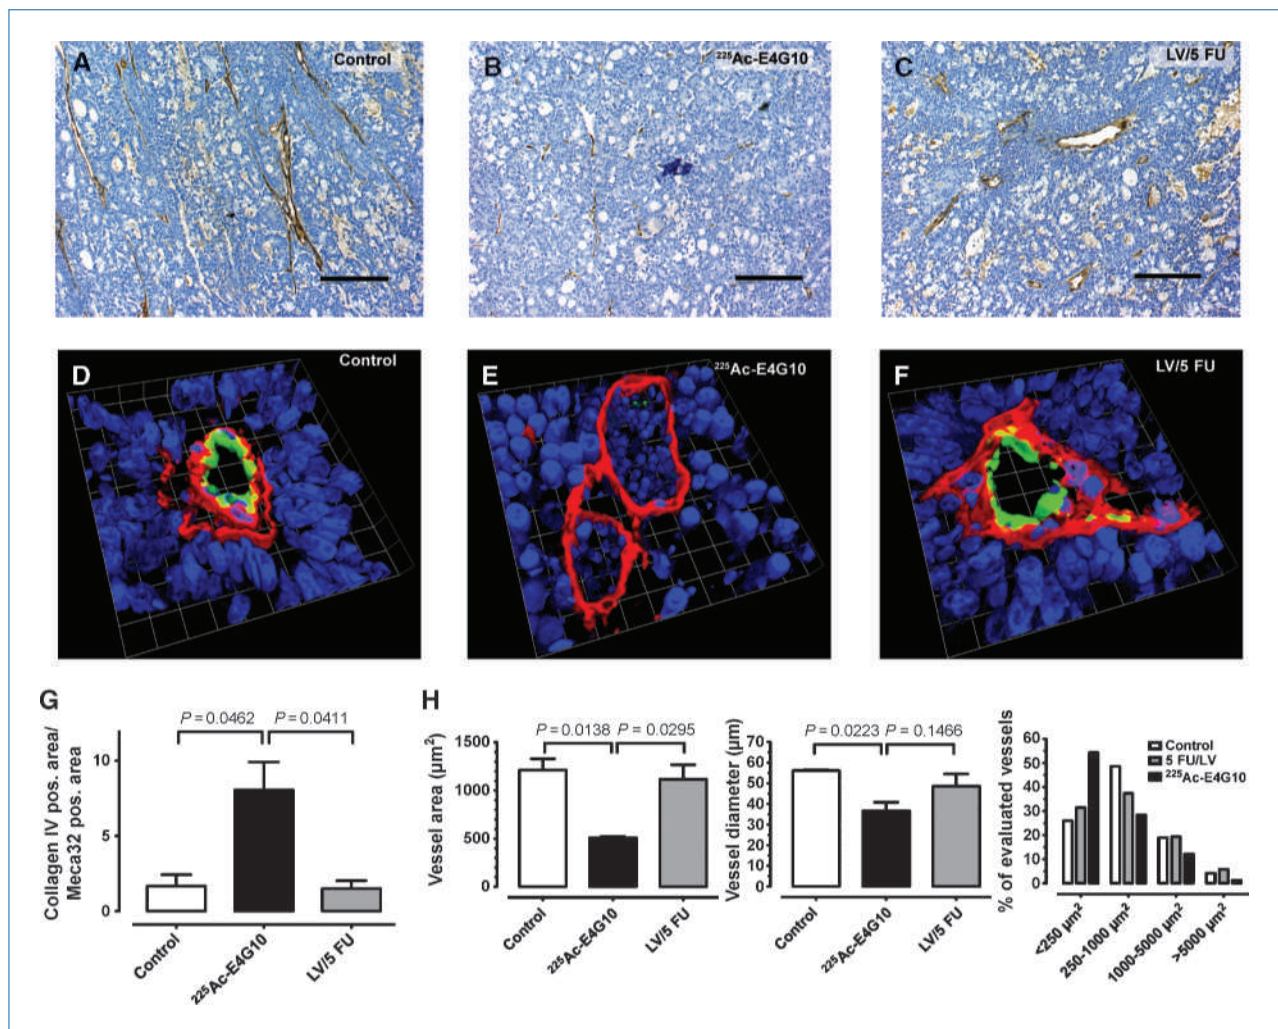 A
Control
B
²²⁵Ac-E4G10
C
LV/5 FU
D
Control
E
²²⁵Ac-E4G10
F
LV/5 FU
G
P = 0.0462
P = 0.0411
Collagen IV pos. area/
Meca32 pos. area
10
5
0
Control
²²⁵Ac-E4G10
LV/5 FU
H
P = 0.0138
P = 0.0295
Vessel area (µm²)
1500
1000
500
0
Control
²²⁵Ac-E4G10
LV/5 FU
P = 0.0223
P = 0.1466
Vessel diameter (µm)
70
60
50
40
30
20
10
0
Control
²²⁵Ac-E4G10
LV/5 FU
% of evaluated vessels
60
50
40
30
20
10
0
Control
5 FU/LV
²²⁵Ac-E4G10
<250 µm²
250-1000 µm²
1000-5000 µm²
>5000 µm²